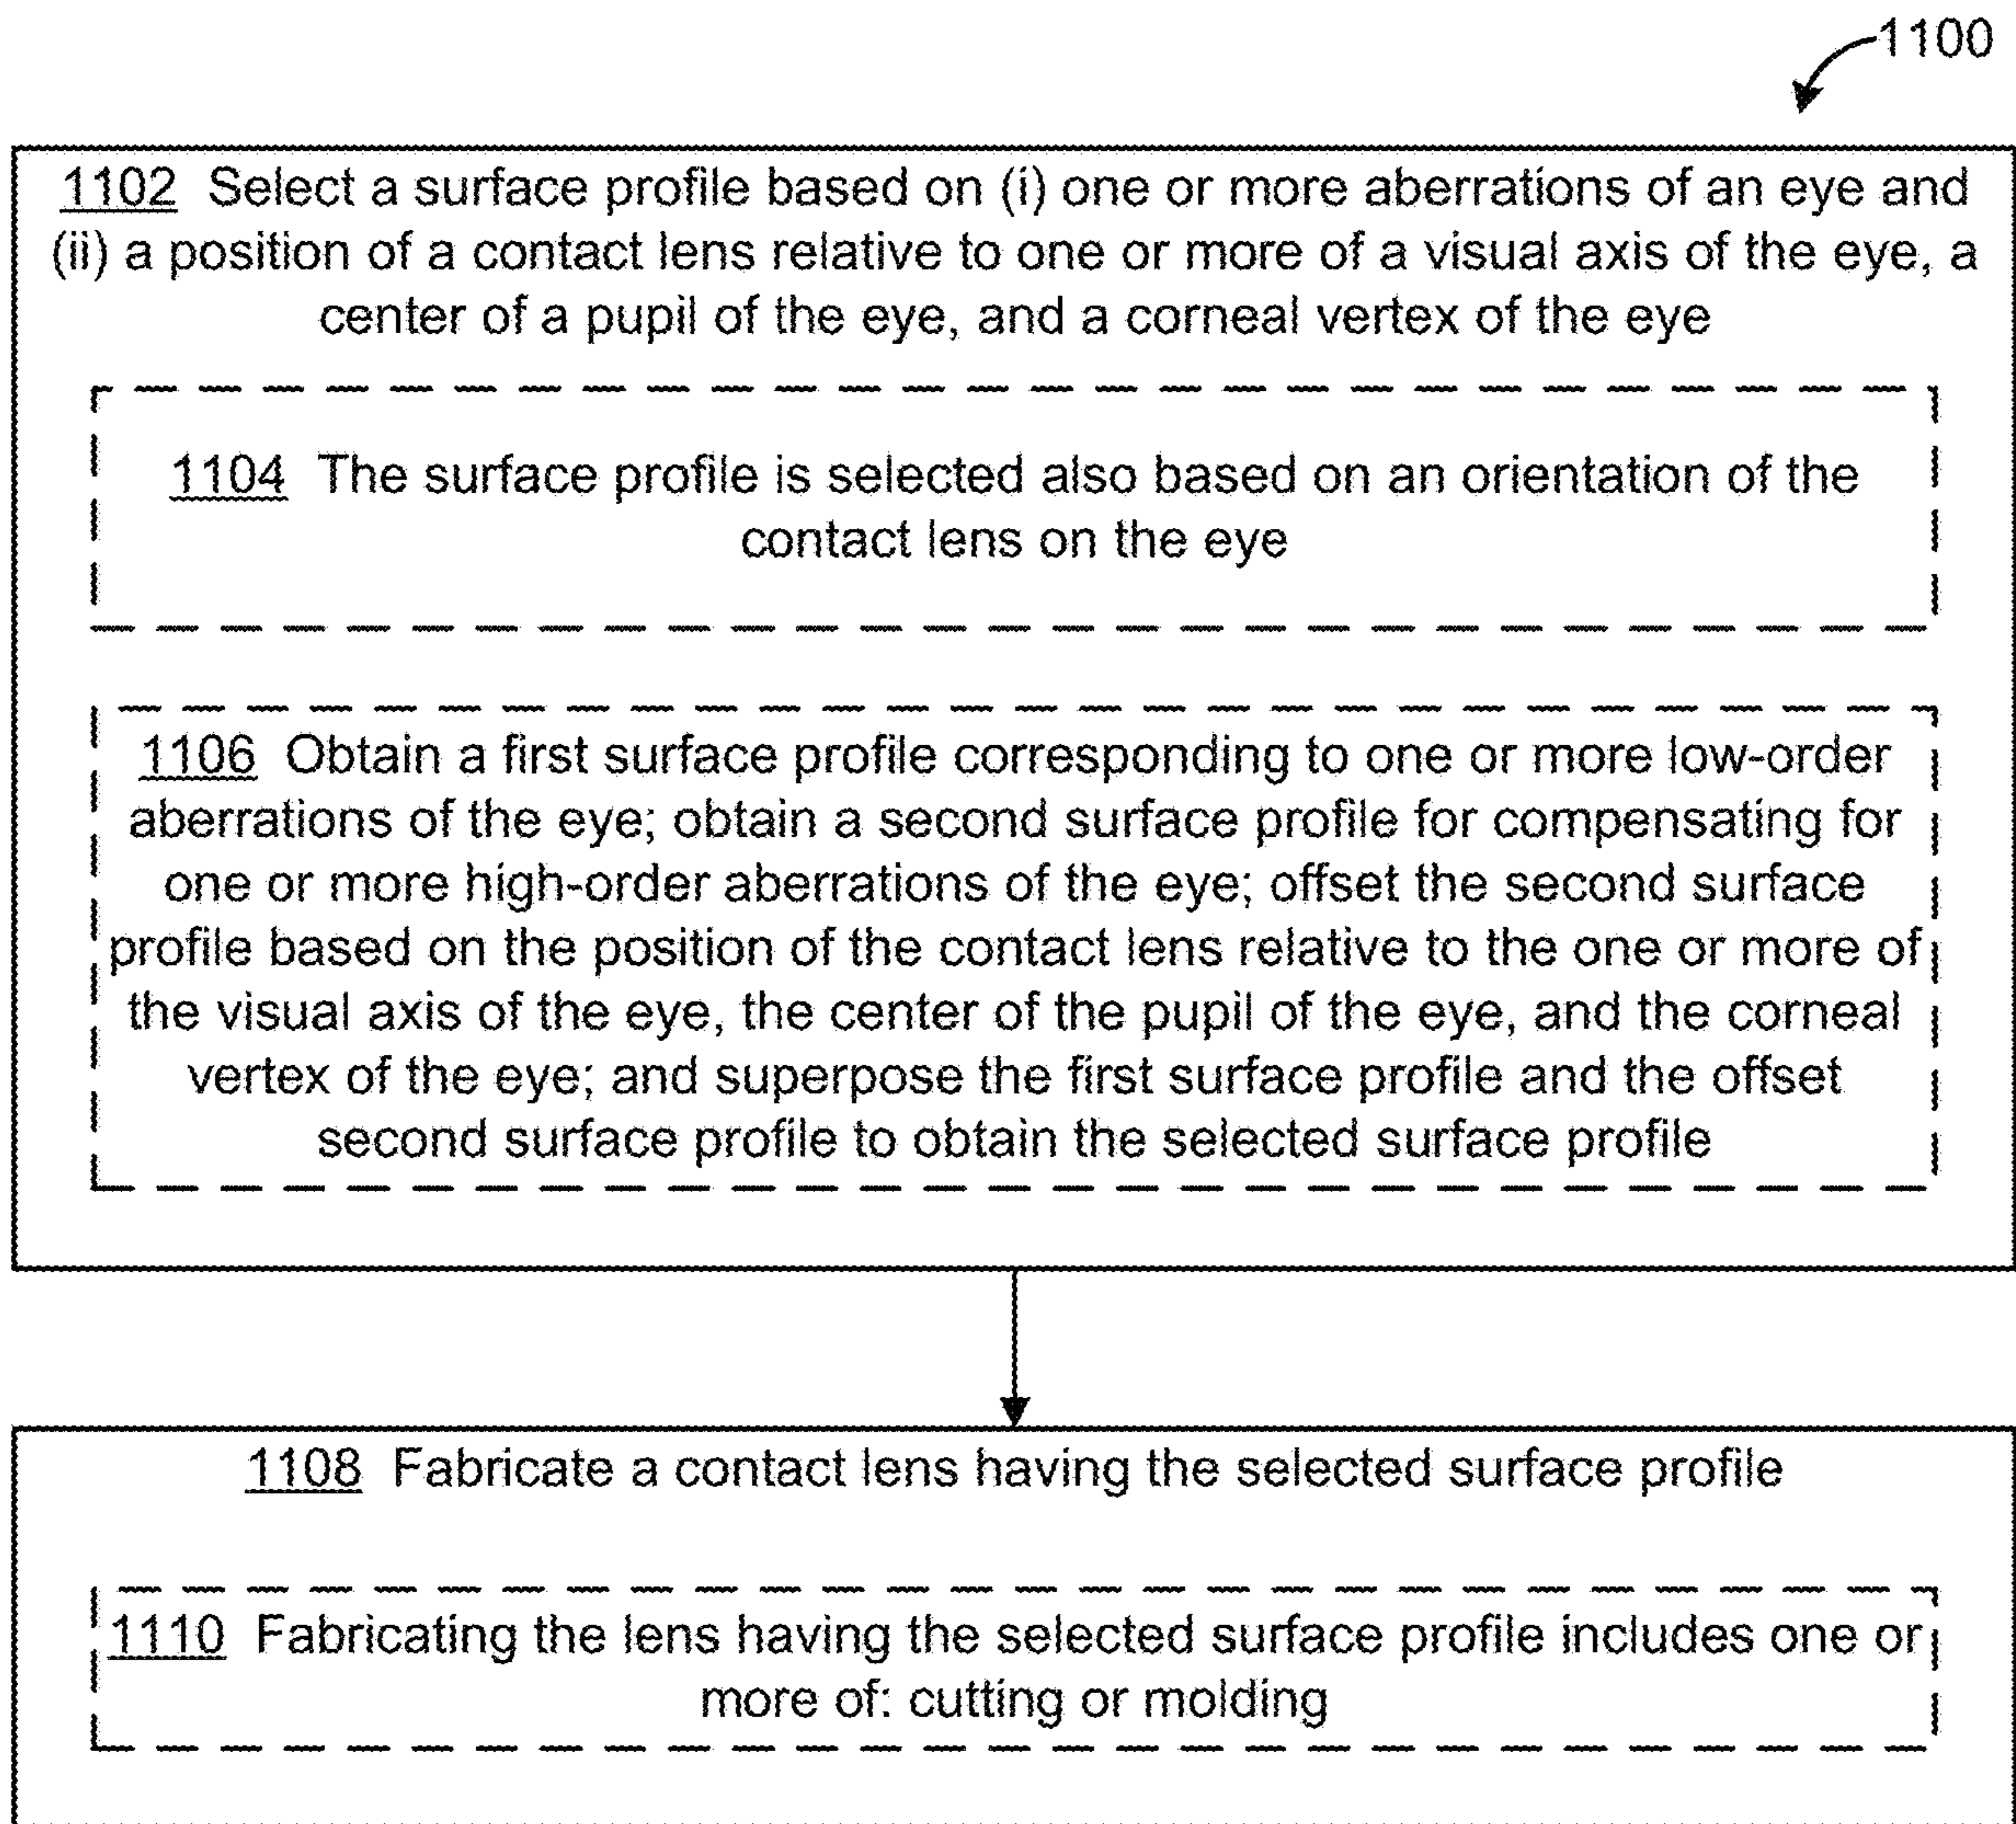 1100
1102 Select a surface profile based on (i) one or more aberrations of an eye and
(ii) a position of a contact lens relative to one or more of a visual axis of the eye, a
center of a pupil of the eye, and a corneal vertex of the eye
1104 The surface profile is selected also based on an orientation of the
contact lens on the eye
1106 Obtain a first surface profile corresponding to one or more low-order
aberrations of the eye; obtain a second surface profile for compensating for
one or more high-order aberrations of the eye; offset the second surface
profile based on the position of the contact lens relative to the one or more of
the visual axis of the eye, the center of the pupil of the eye, and the corneal
vertex of the eye; and superpose the first surface profile and the offset
second surface profile to obtain the selected surface profile
1108 Fabricate a contact lens having the selected surface profile
1110 Fabricating the lens having the selected surface profile includes one or
more of: cutting or molding